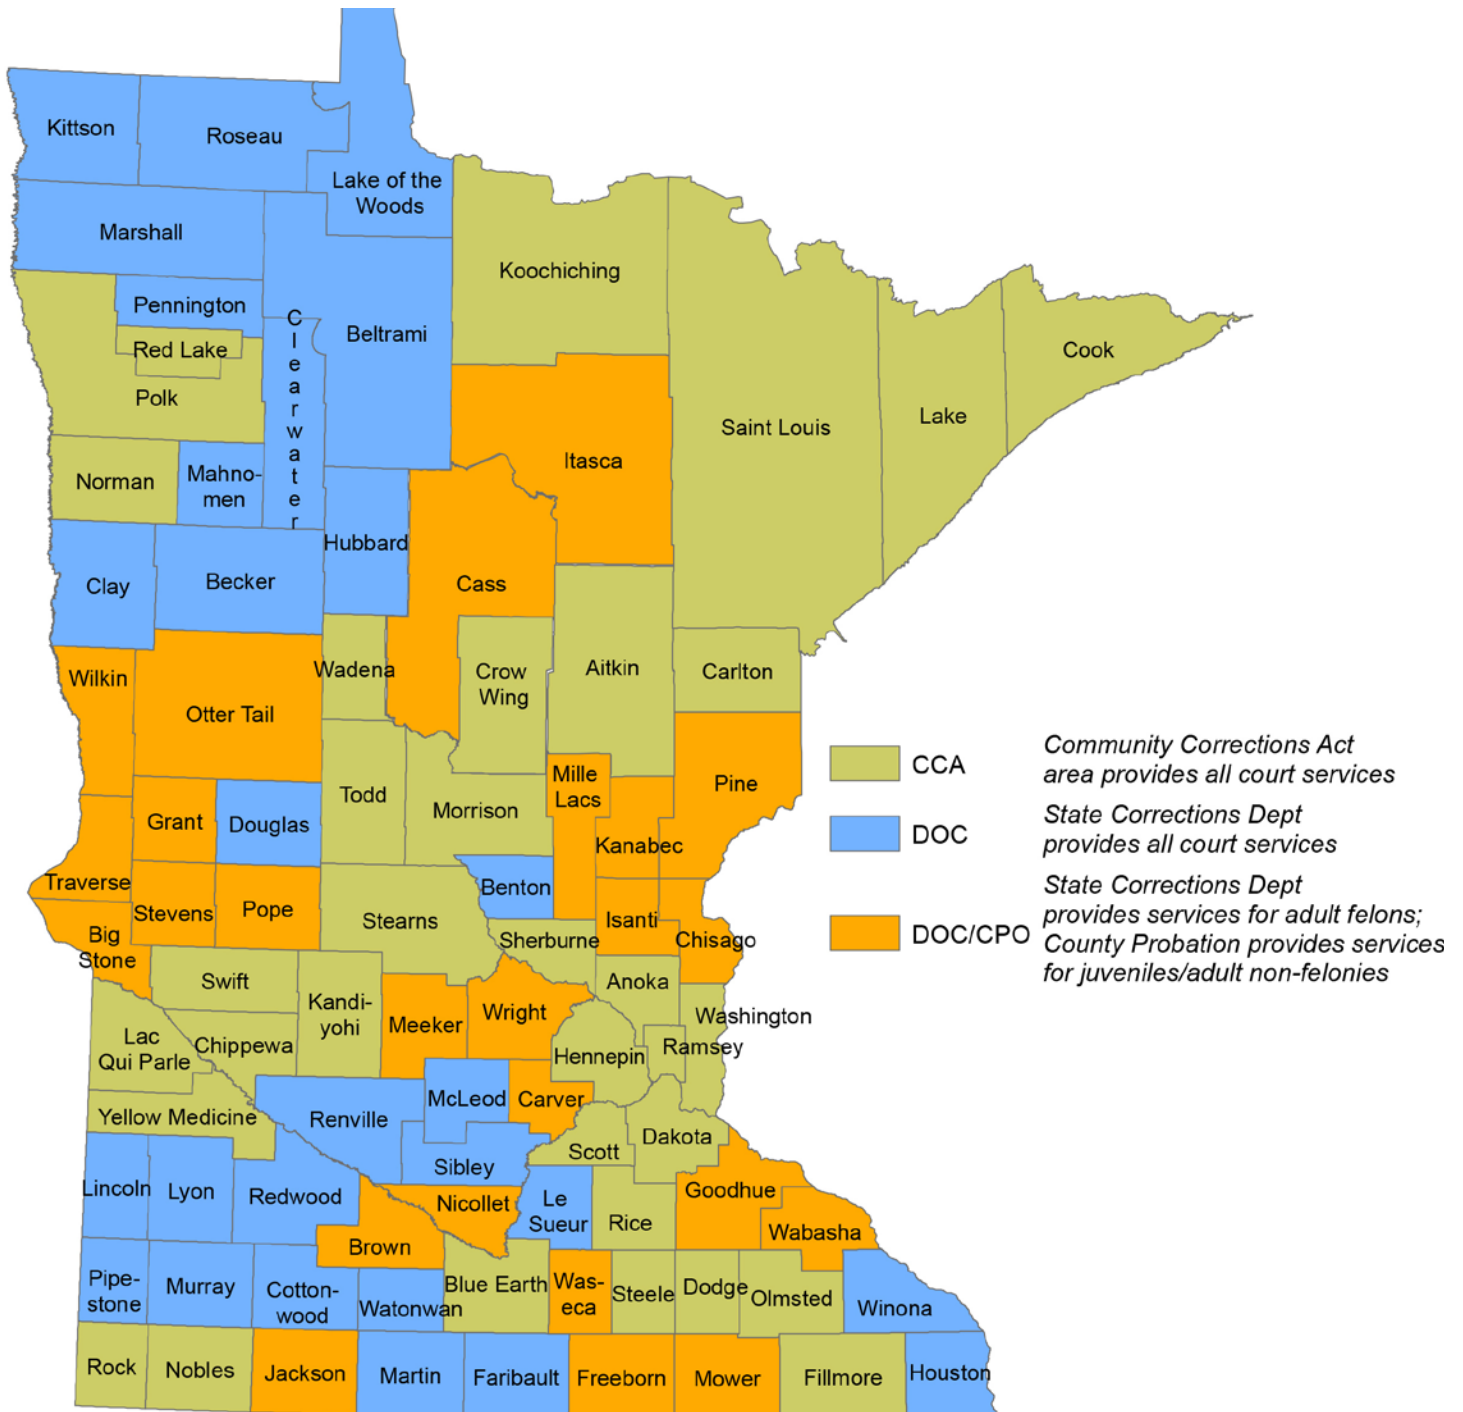 Kittson
Roseau
Lake of the
Woods
Marshall
Koochiching
Pennington
Clearwater
Beltrami
Red Lake
Cook
Polk
Lake
Saint Louis
Itasca
Norman
Mahno-
men
Hubbard
Clay
Becker
Cass
Wadena
Crow
Wing
Aitkin
Carlton
Wilkin
Otter Tail
Mille
Lacs
Pine
Todd
Morrison
Grant
Douglas
Kanabec
Traverse
Stevens
Pope
Benton
Isanti
Stearns
Big
Stone
Sherburne
Chisago
Swift
Anoka
Kandi-
yohi
Meeker
Wright
Washington
Lac
Qui Parle
Chippewa
Hennepin
Ramsey
McLeod
Carver
Yellow Medicine
Renville
Dakota
Scott
Sibley
Lincoln
Lyon
Redwood
Nicollet
Le
Sueur
Rice
Goodhue
Wabasha
Brown
Pipe-
stone
Murray
Cotton-
wood
Watonwan
Blue Earth
Was-
eca
Steele
Dodge
Olmsted
Winona
Rock
Nobles
Jackson
Martin
Faribault
Freeborn
Mower
Fillmore
Houston
CCA
Community Corrections Act
area provides all court services
DOC
State Corrections Dept
provides all court services
DOC/CPO
State Corrections Dept
provides services for adult felons;
County Probation provides services
for juveniles/adult non-felonies